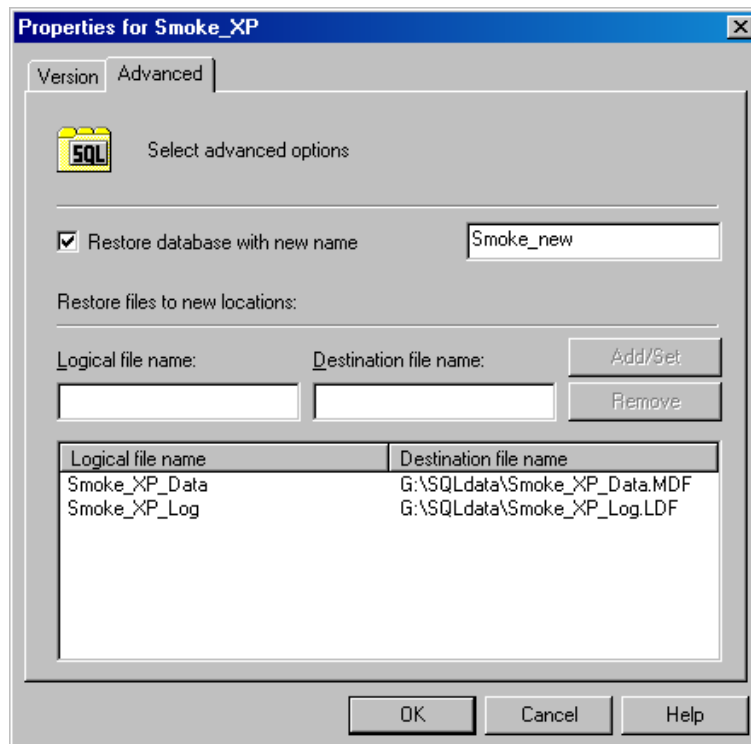 Properties for Smoke_XP
Version Advanced
SQL
Select advanced options
Restore database with new name Smoke_new
Restore files to new locations:
Logical file name: Destination file name: Add/Set
Remove
Logical file name Destination file name
Smoke_XP_Data G:\SQLdata\Smoke_XP_Data.MDF
Smoke_XP_Log G:\SQLdata\Smoke_XP_Log.LDF
OK Cancel Help